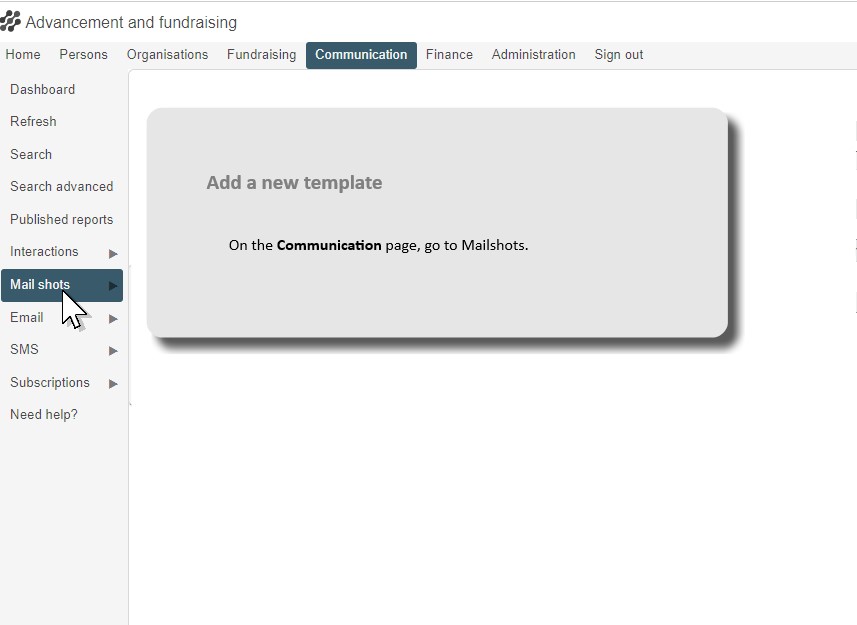 Advancement and fundraising
Home Persons Organisations Fundraising Communication Finance Administration Sign out
Dashboard
Refresh
Search
Search advanced
Published reports
Interactions
Mail shots
Email
SMS
Subscriptions
Need help?
Add a new template
On the Communication page, go to Mailshots.